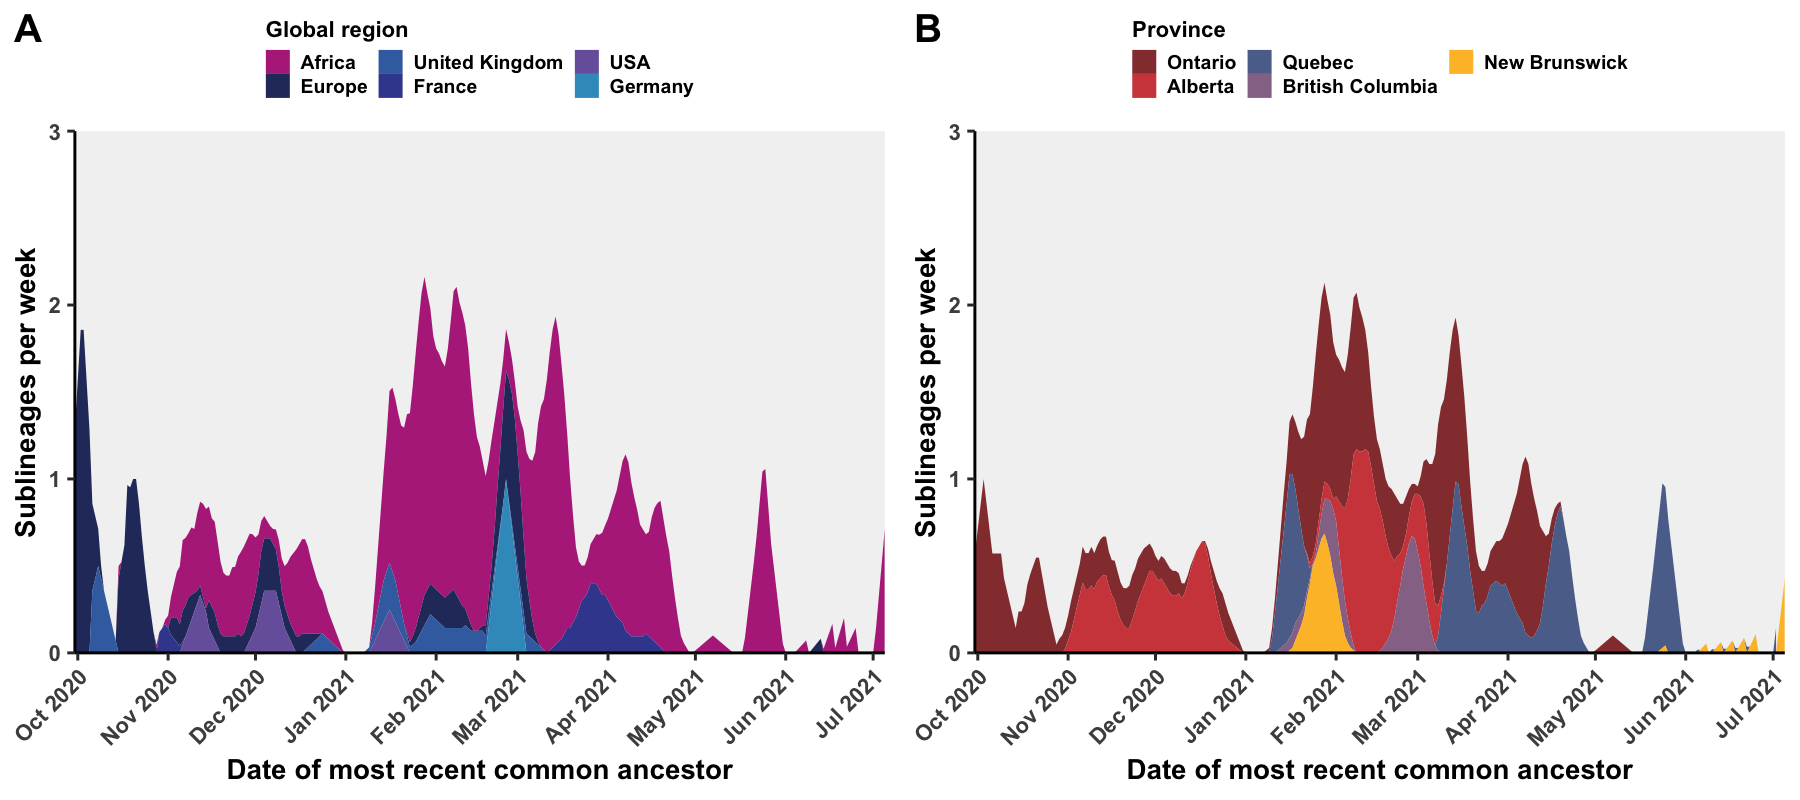 A
Global region
Africa United Kingdom USA
Europe France Germany
3
2
1
0
Sublineages per week
Oct 2020 Nov 2020 Dec 2020 Jan 2021 Feb 2021 Mar 2021 Apr 2021 May 2021 Jun 2021 Jul 2021
Date of most recent common ancestor
B
Province
Ontario Quebec New Brunswick
Alberta British Columbia
3
2
1
0
Sublineages per week
Oct 2020 Nov 2020 Dec 2020 Jan 2021 Feb 2021 Mar 2021 Apr 2021 May 2021 Jun 2021 Jul 2021
Date of most recent common ancestor